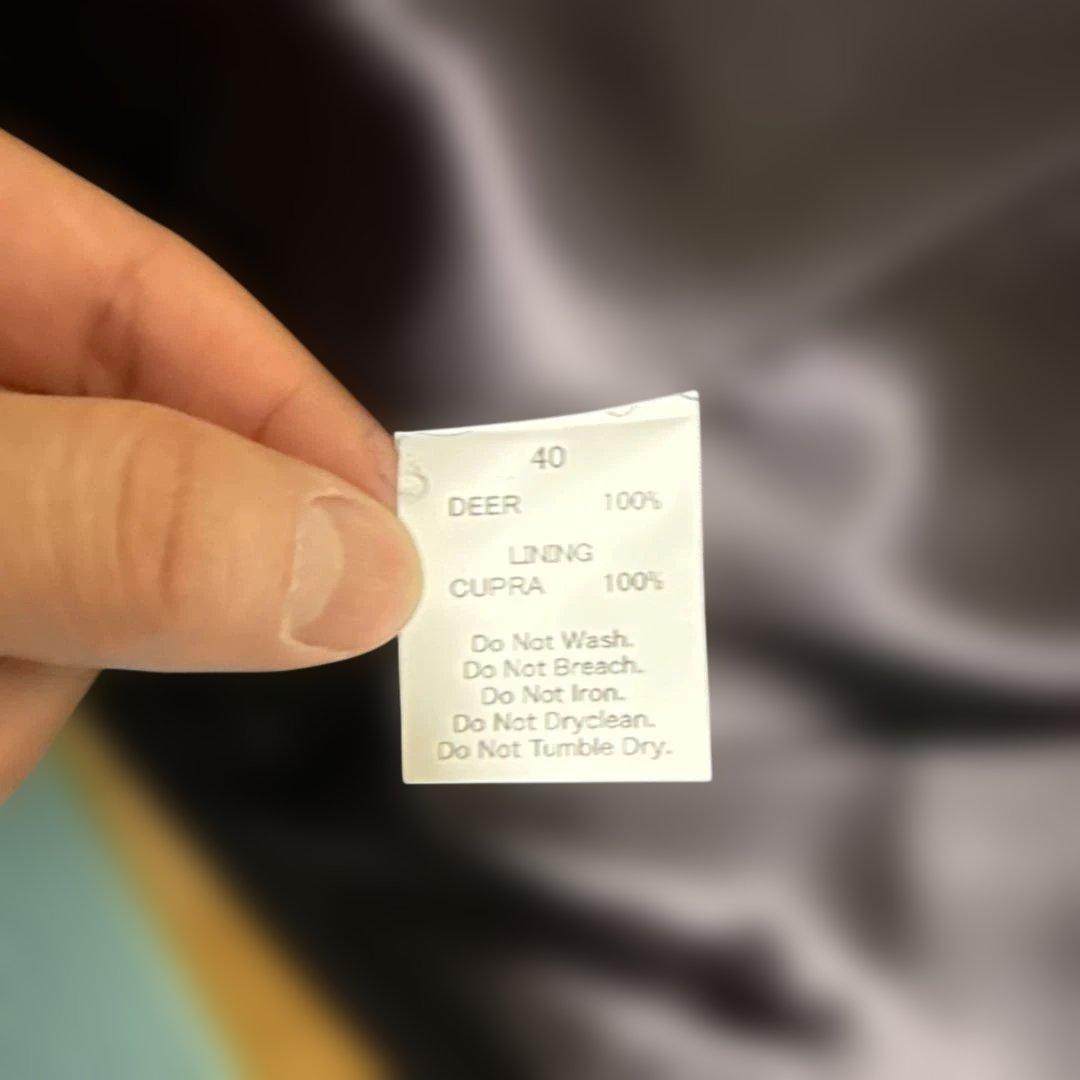 40
DEER 100%
LINING
CUPRA 100%
Do Not Wash.
Do Not Breach.
Do Not Iron.
Do Not Dryclean.
Do Not Tumble Dry.